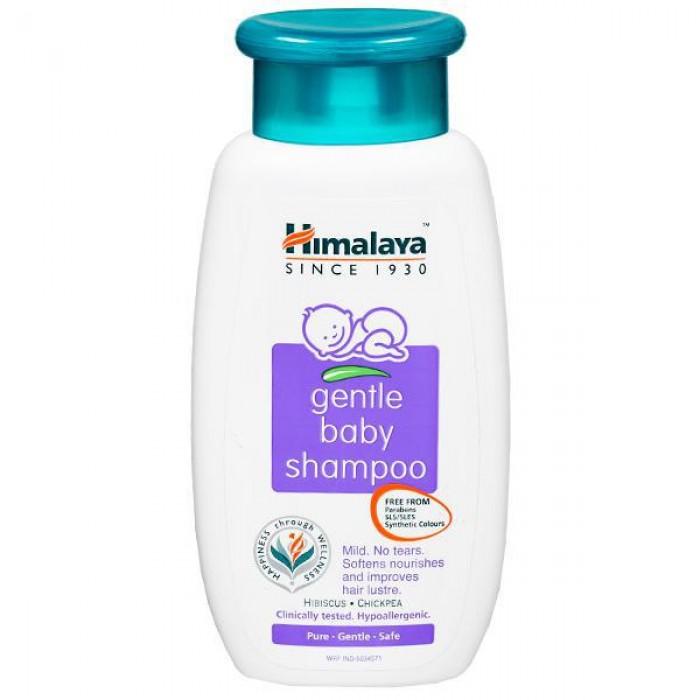 Himalaya™
SINCE 1930
gentle
baby
shampoo
FREE FROM
Parabens
SLS/SLES
Synthetic Colours
HAPPINESS through WELLNESS
Mild. No tears.
Softens nourishes
and improves
hair lustre.
HIBISCUS • CHICKPEA
Clinically tested. Hypoallergenic.
Pure - Gentle - Safe